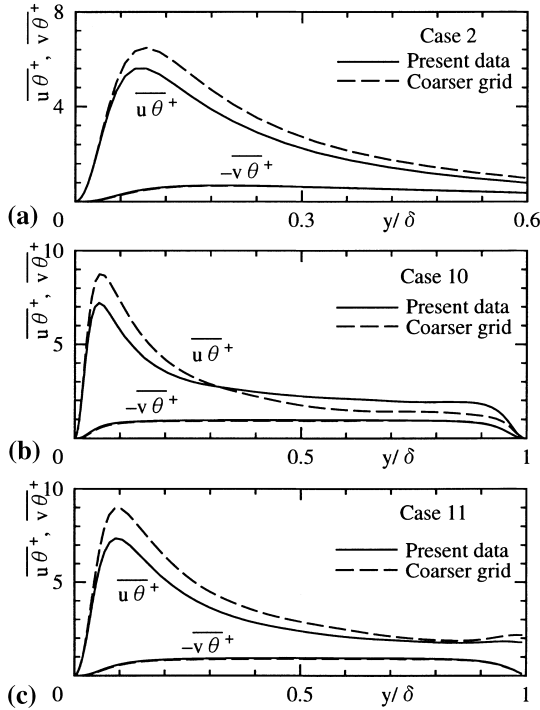 8
Case 2
Present data
Coarser grid
4
u̅θ̅⁺, v̅θ̅⁺
u̅θ̅⁺
−v̅θ̅⁺
(a) 0 0.3 y/δ 0.6
10
Case 10
Present data
Coarser grid
5
u̅θ̅⁺, v̅θ̅⁺
u̅θ̅⁺
−v̅θ̅⁺
(b) 0 0.5 y/δ 1
10
Case 11
Present data
Coarser grid
5
u̅θ̅⁺, v̅θ̅⁺
u̅θ̅⁺
−v̅θ̅⁺
(c) 0 0.5 y/δ 1